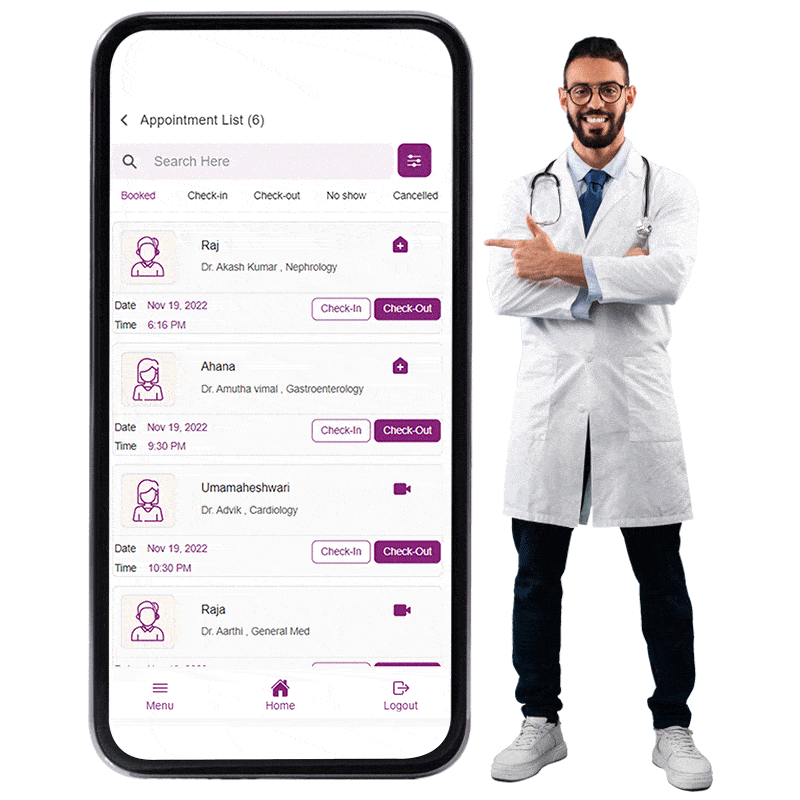 Appointment List (6)
Search Here
Booked Check-in Check-out No show Cancelled
Raj
Dr. Akash Kumar , Nephrology
Date Nov 19, 2022 Check-In Check-Out
Time 6:16 PM
Ahana
Dr. Amutha vimal , Gastroenterology
Date Nov 19, 2022 Check-In Check-Out
Time 9:30 PM
Umamaheshwari
Dr. Advik , Cardiology
Date Nov 19, 2022 Check-In Check-Out
Time 10:30 PM
Raja
Dr. Aarthi , General Med
Menu Home Logout